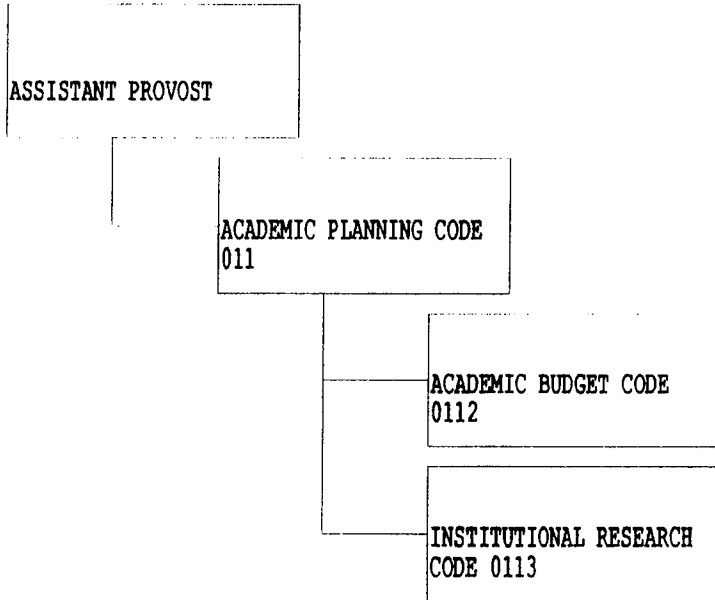 ASSISTANT PROVOST
ACADEMIC PLANNING CODE
011
ACADEMIC BUDGET CODE
0112
INSTITUTIONAL RESEARCH
CODE 0113